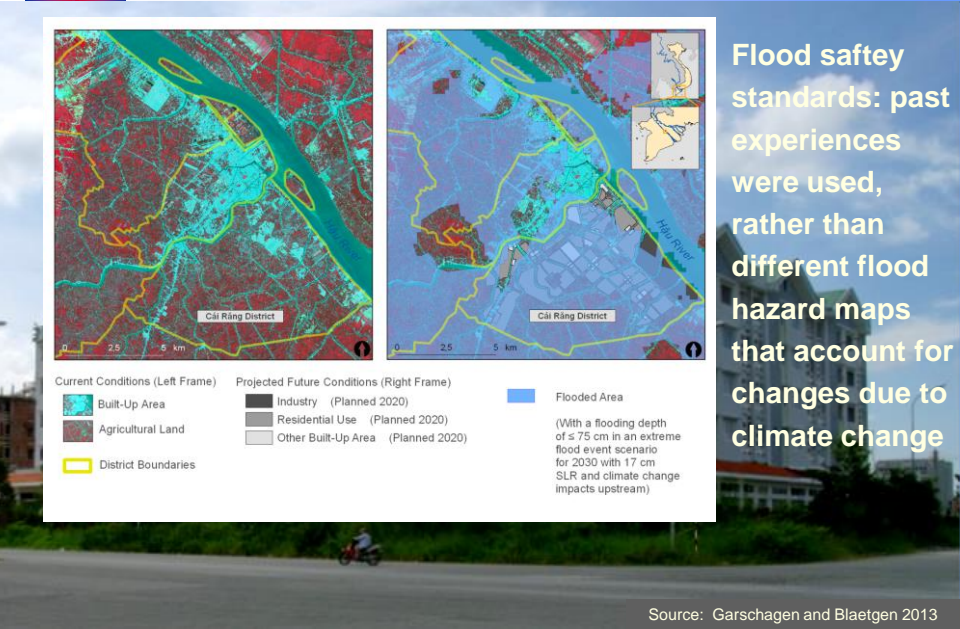 Flood saftey
standards: past
experiences
were used,
rather than
different flood
hazard maps
that account for
changes due to
climate change
Hậu River
Hậu River
Cái Răng District
Cái Răng District
0 2,5 5 km
0 2,5 5 km
Current Conditions (Left Frame)
Built-Up Area
Agricultural Land
District Boundaries
Projected Future Conditions (Right Frame)
Industry (Planned 2020)
Residential Use (Planned 2020)
Other Built-Up Area (Planned 2020)
Flooded Area
(With a flooding depth
of ≤ 75 cm in an extreme
flood event scenario
for 2030 with 17 cm
SLR and climate change
impacts upstream)
Source: Garschagen and Blaetgen 2013